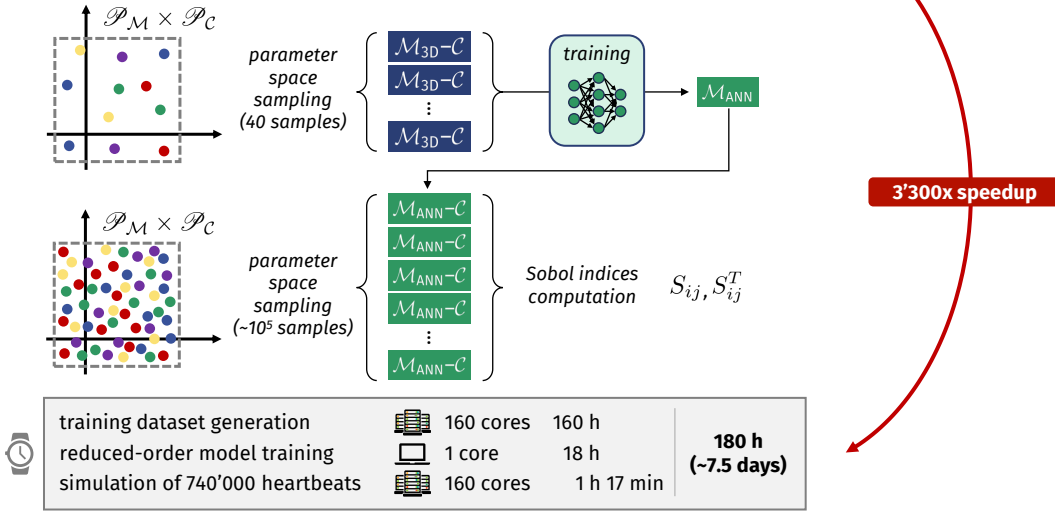 𝒫_ℳ × 𝒫_𝒞
parameter
space
sampling
(40 samples)
ℳ_3D–𝒞
ℳ_3D–𝒞
⋮
ℳ_3D–𝒞
training
ℳ_ANN
3'300x speedup
𝒫_ℳ × 𝒫_𝒞
parameter
space
sampling
(~10⁵ samples)
ℳ_ANN–𝒞
ℳ_ANN–𝒞
ℳ_ANN–𝒞
ℳ_ANN–𝒞
⋮
ℳ_ANN–𝒞
Sobol indices
computation
S_ij, S_ij^T
training dataset generation 160 cores 160 h
reduced-order model training 1 core 18 h
simulation of 740'000 heartbeats 160 cores 1 h 17 min
180 h
(~7.5 days)